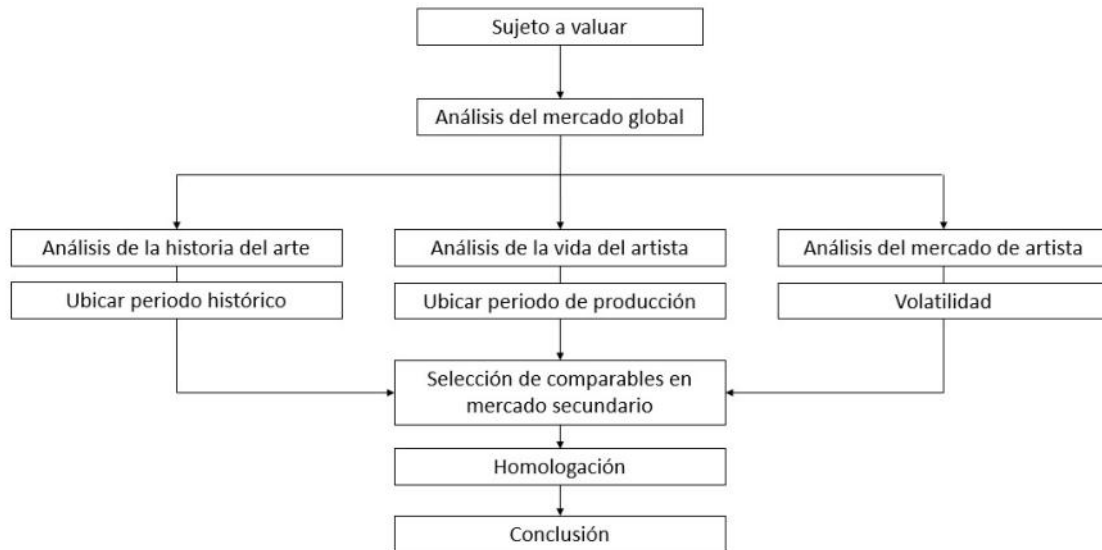 Sujeto a valuar
Análisis del mercado global
Análisis de la historia del arte
Análisis de la vida del artista
Análisis del mercado de artista
Ubicar periodo histórico
Ubicar periodo de producción
Volatilidad
Selección de comparables en
mercado secundario
Homologación
Conclusión